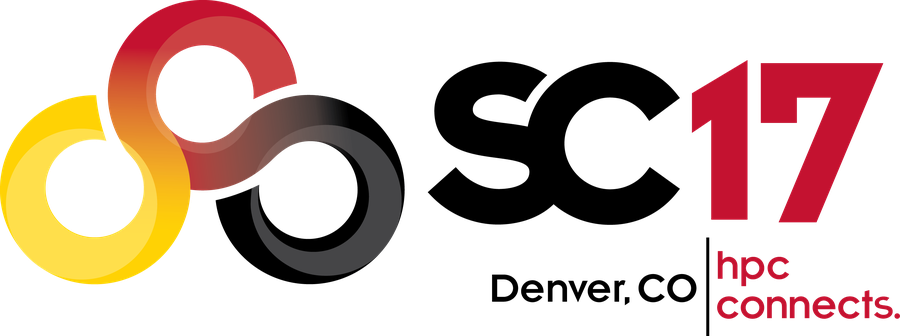 SC17
Denver, CO
hpc
connects.